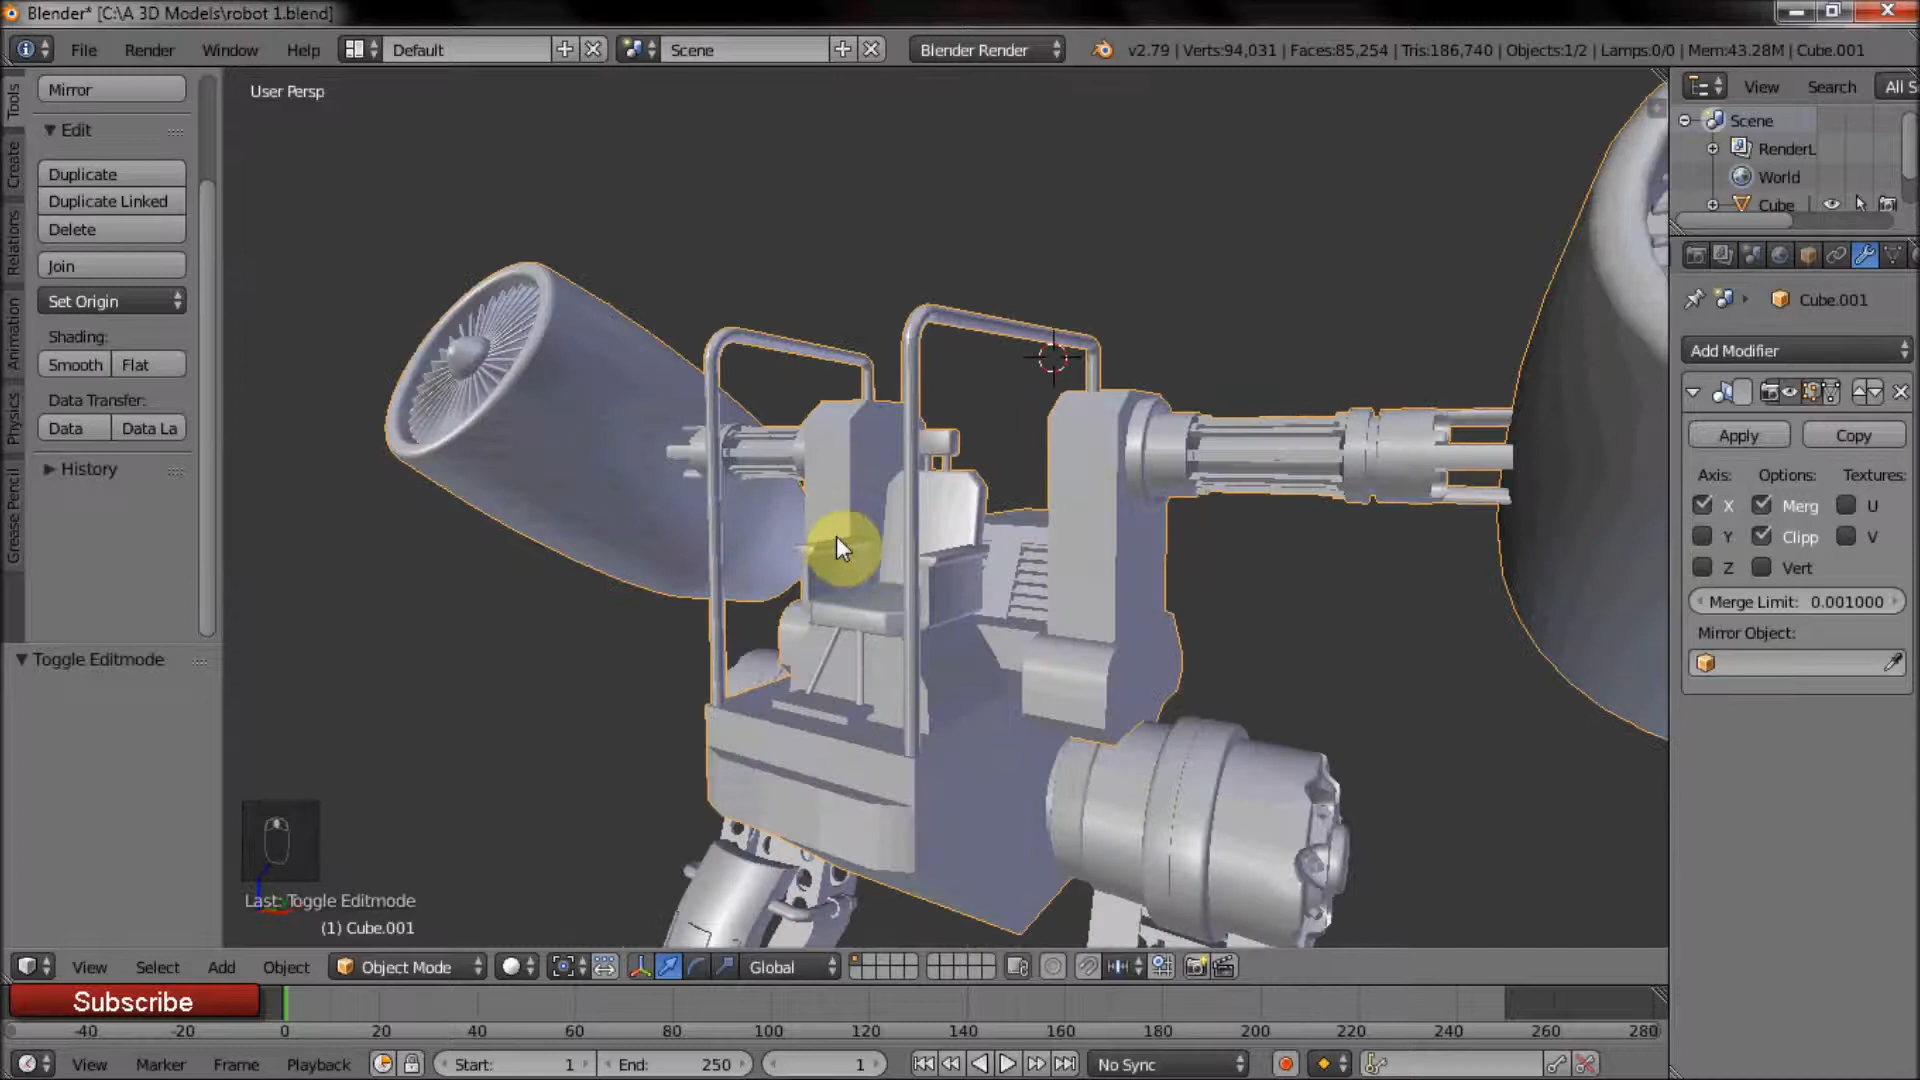 Blender* [C:\A 3D Models\robot 1.blend]
File Render Window Help Default Scene Blender Render v2.79 | Verts:94,031 | Faces:85,254 | Tris:186,740 | Objects:1/2 | Lamps:0/0 | Mem:43.28M | Cube.001
Tools
Create
Relations
Animation
Physics
Grease Pencil
Mirror
Edit
Duplicate
Duplicate Linked
Delete
Join
Set Origin
Shading:
Smooth Flat
Data Transfer:
Data Data La
History
Toggle Editmode
User Persp
Last: Toggle Editmode
(1) Cube.001
View Search All S
Scene
RenderL
World
Cube
Cube.001
Add Modifier
Apply Copy
Axis: Options: Textures:
X Merg U
Y Clipp V
Z Vert
Merge Limit: 0.001000
Mirror Object:
View Select Add Object Object Mode Global
Subscribe
-40 -20 0 20 40 60 80 100 120 140 160 180 200 220 240 260 280
View Marker Frame Playback Start: 1 End: 250 1 No Sync